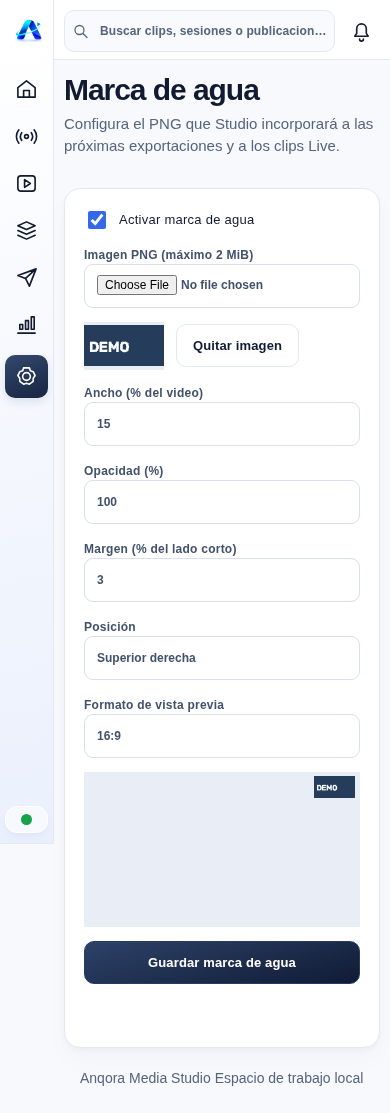 Buscar clips, sesiones o publicacion…
Marca de agua
Configura el PNG que Studio incorporará a las
próximas exportaciones y a los clips Live.
Activar marca de agua
Imagen PNG (máximo 2 MiB)
Choose File No file chosen
DEMO
Quitar imagen
Ancho (% del video)
15
Opacidad (%)
100
Margen (% del lado corto)
3
Posición
Superior derecha
Formato de vista previa
16:9
DEMO
Guardar marca de agua
Anqora Media Studio Espacio de trabajo local